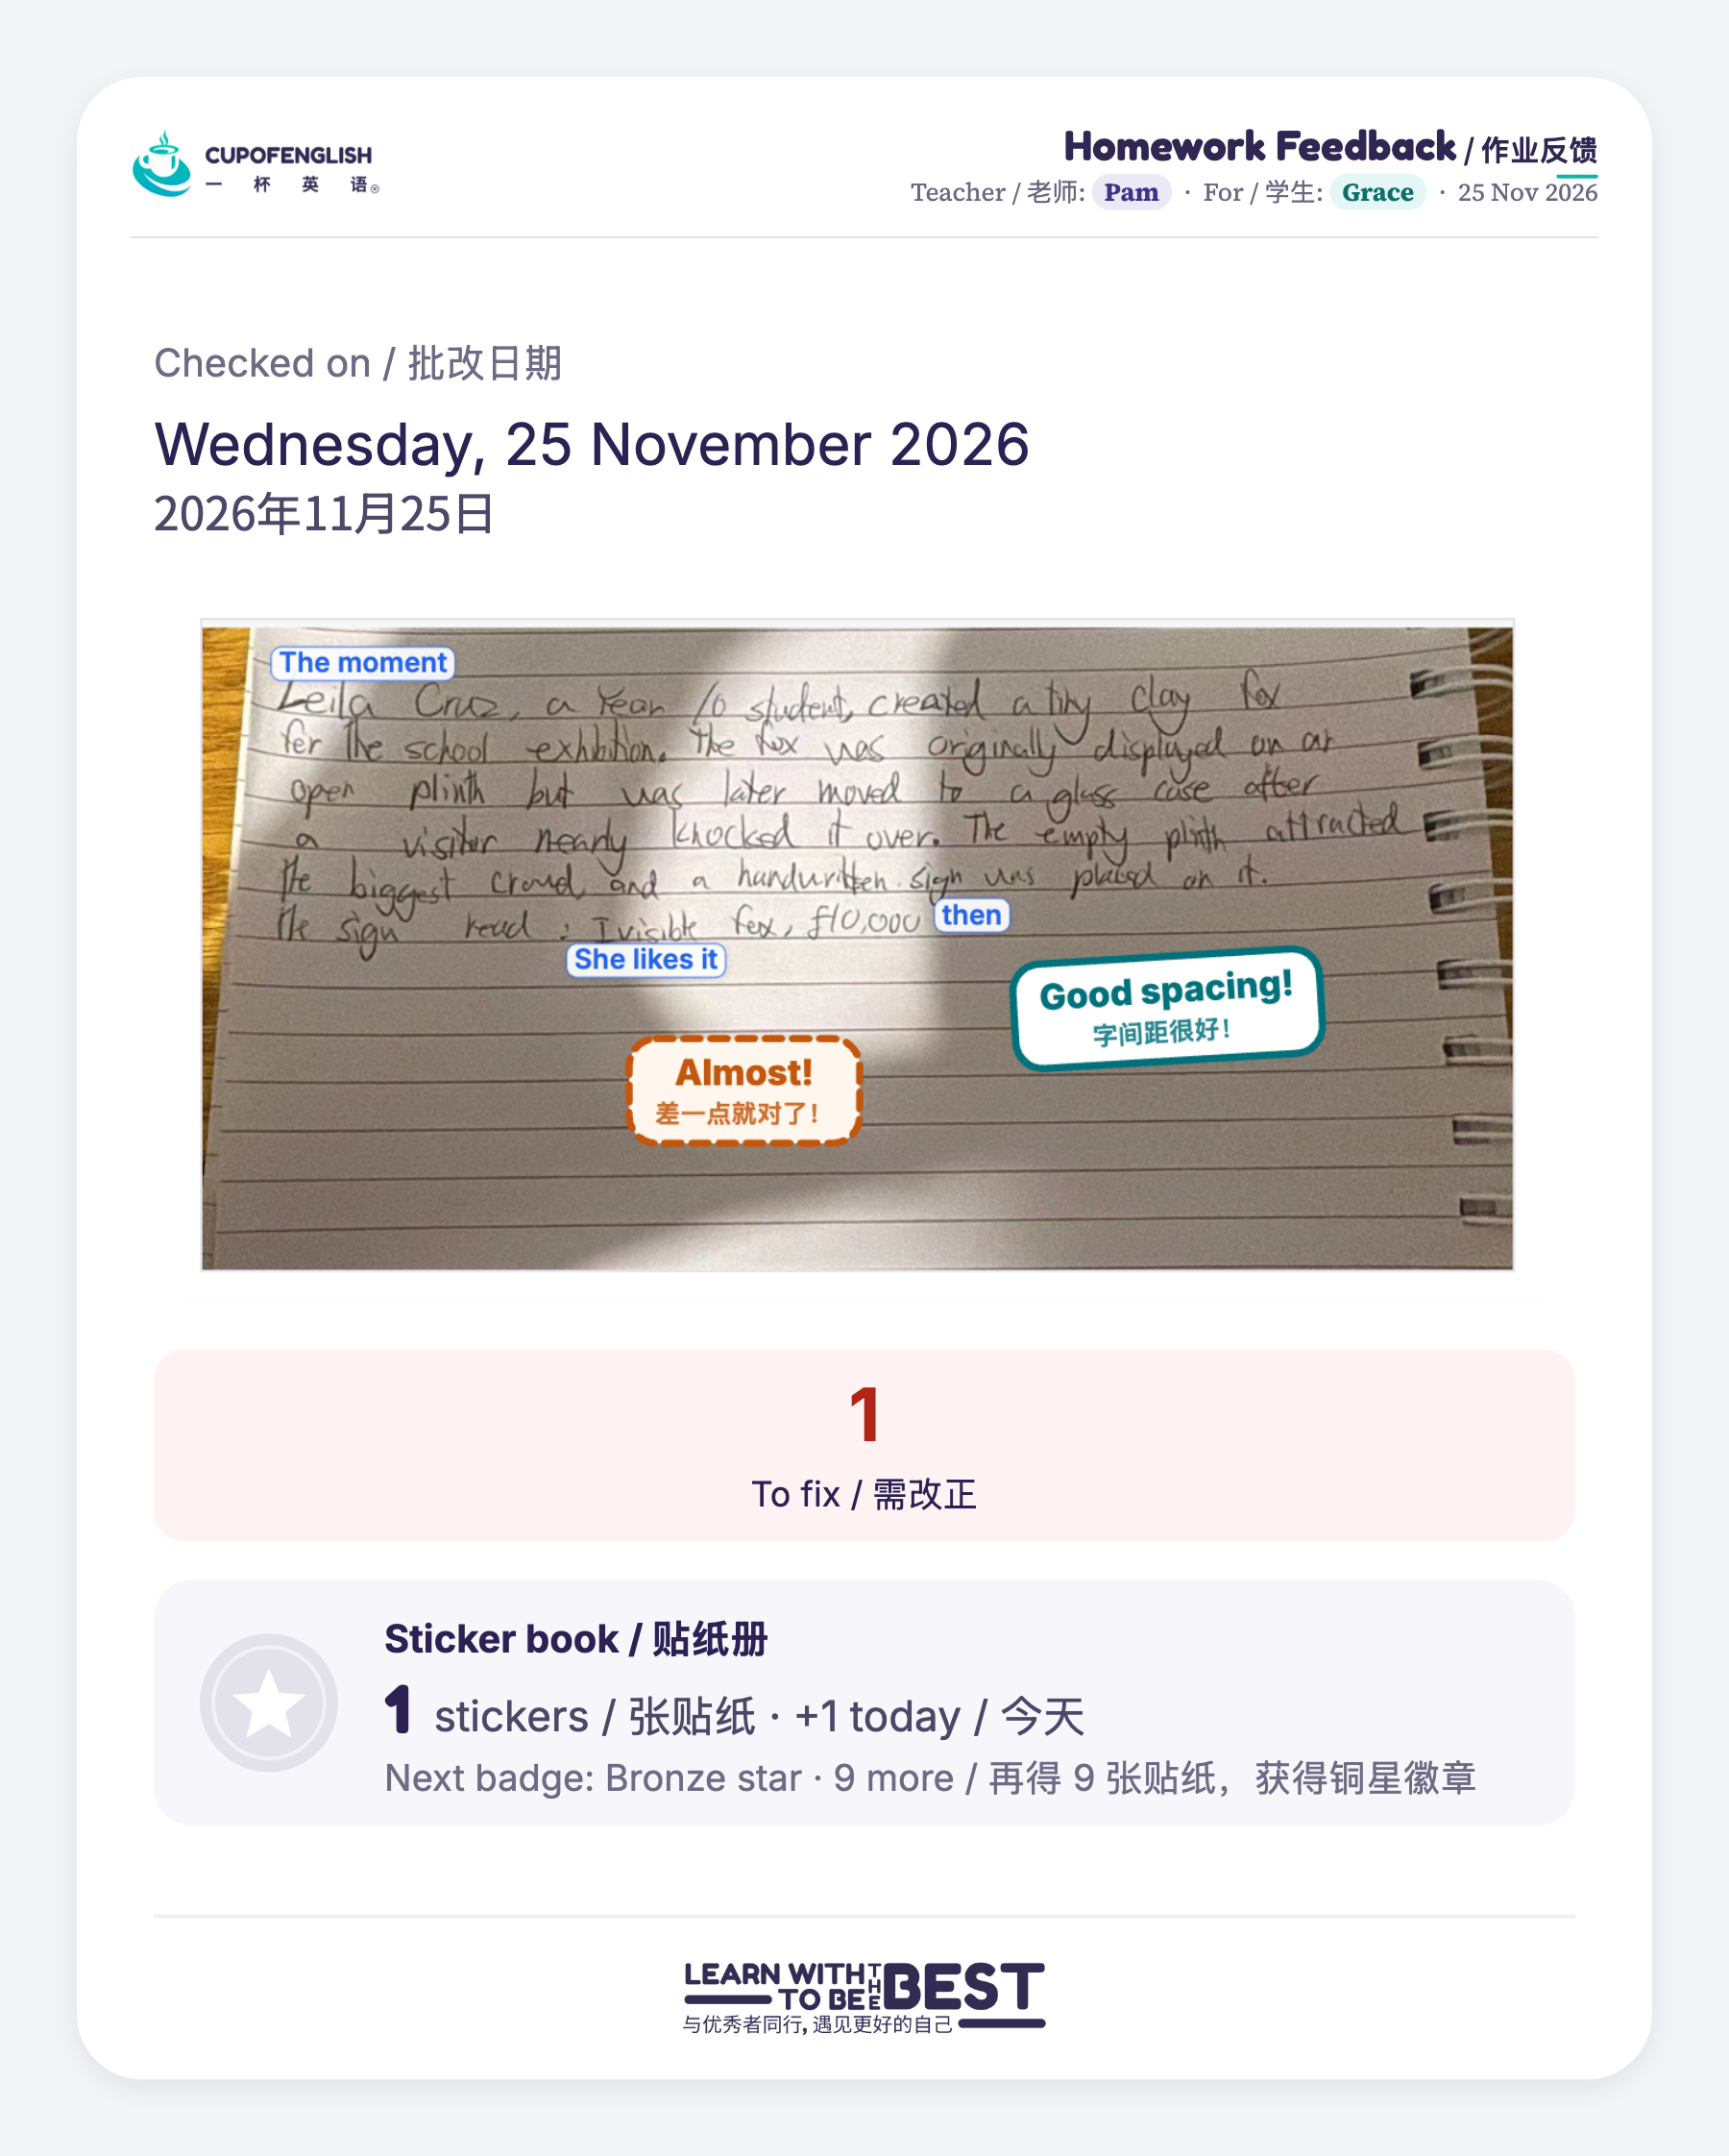 CUPOFENGLISH
一杯英语®
Homework Feedback / 作业反馈
Teacher / 老师: Pam · For / 学生: Grace · 25 Nov 2026
Checked on / 批改日期
Wednesday, 25 November 2026
2026年11月25日
The moment
Leila Cruz, a Year 10 student, created a tiny clay fox
for the school exhibition. The fox was originally displayed on an
open plinth but was later moved to a glass case after
a visitor nearly knocked it over. The empty plinth attracted
the biggest crowd, and a handwritten sign was placed on it.
the sign read : Ivisible fox, £10,000 then
She likes it
Good spacing!
字间距很好!
Almost!
差一点就对了!
1
To fix / 需改正
Sticker book / 贴纸册
1 stickers / 张贴纸 · +1 today / 今天
Next badge: Bronze star · 9 more / 再得 9 张贴纸，获得铜星徽章
LEARN WITH THE BEST
TO BE
与优秀者同行, 遇见更好的自己